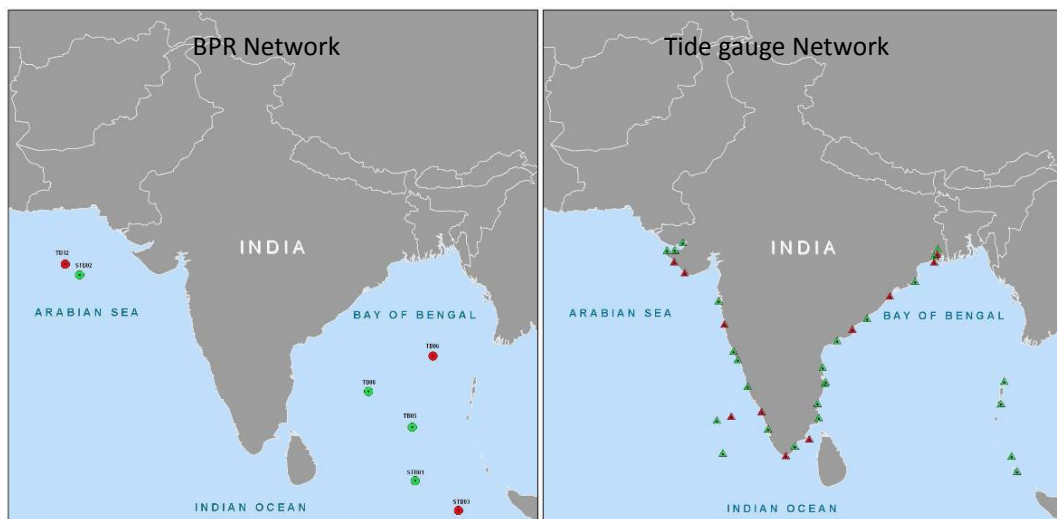 BPR Network
TB12
STB02
INDIA
ARABIAN SEA
BAY OF BENGAL
TB06
TB05
STB01
STB03
INDIAN OCEAN
Tide gauge Network
INDIA
ARABIAN SEA
BAY OF BENGAL
INDIAN OCEAN